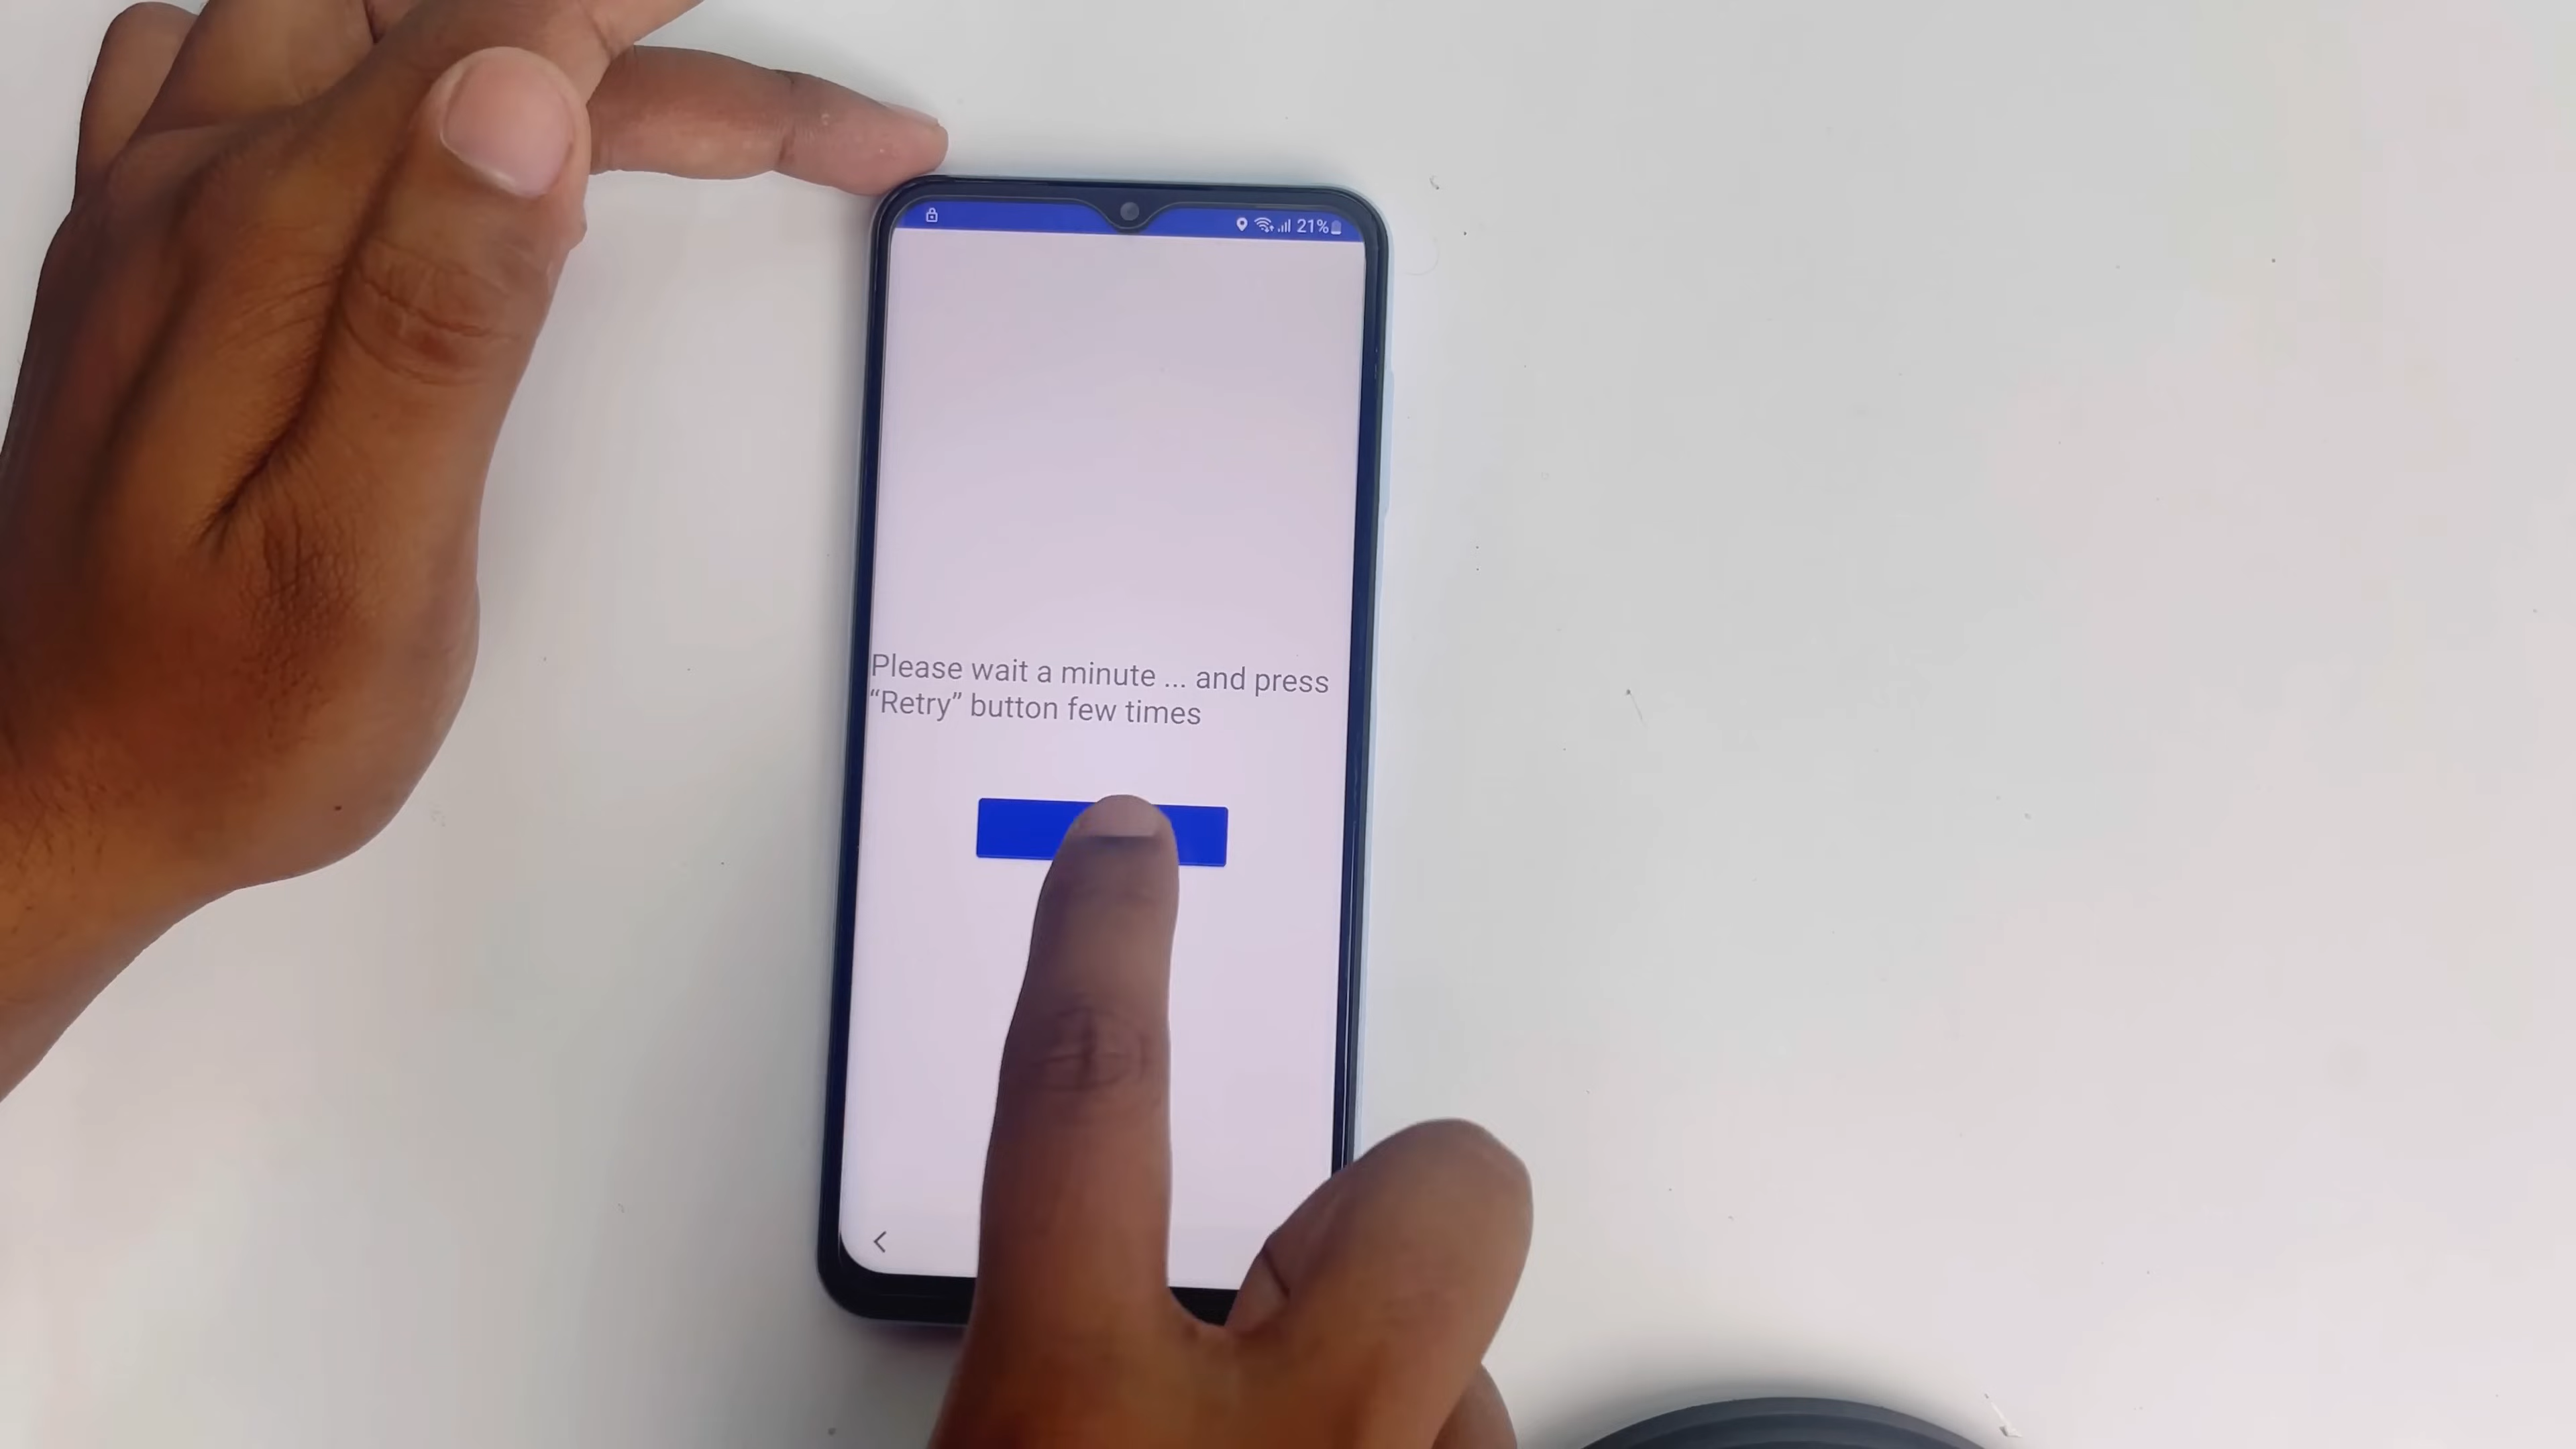 21%
Please wait a minute ... and press
“Retry” button few times